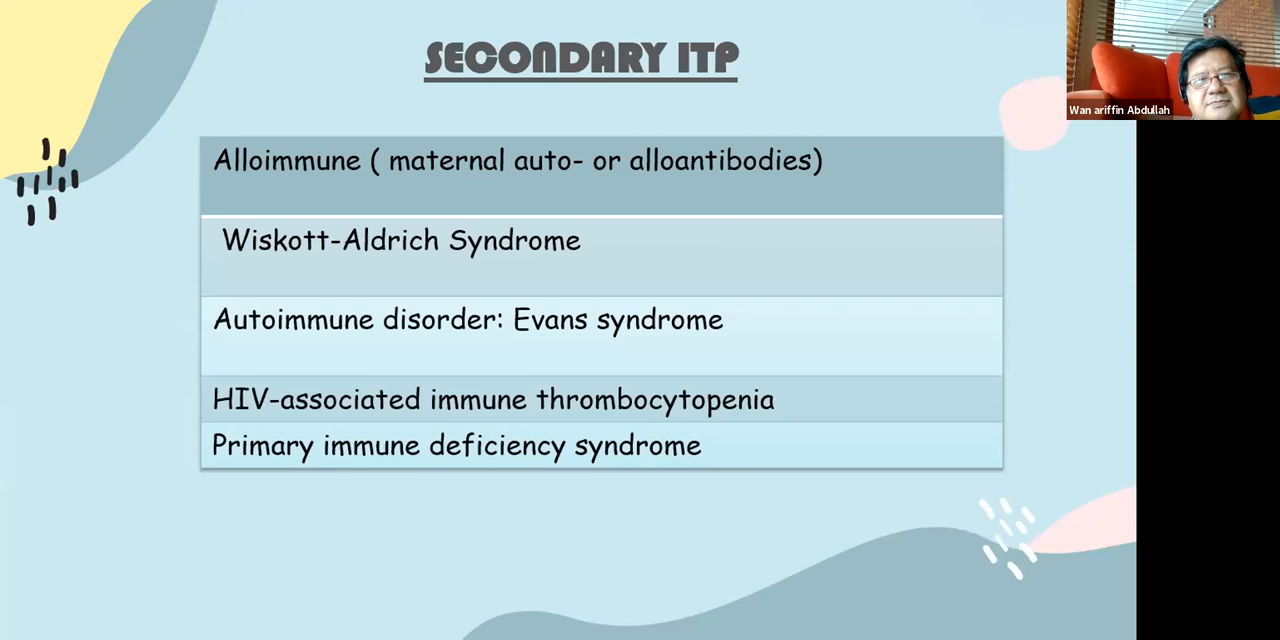 SECONDARY ITP
Wan ariffin Abdullah
Alloimmune ( maternal auto- or alloantibodies)
Wiskott-Aldrich Syndrome
Autoimmune disorder: Evans syndrome
HIV-associated immune thrombocytopenia
Primary immune deficiency syndrome